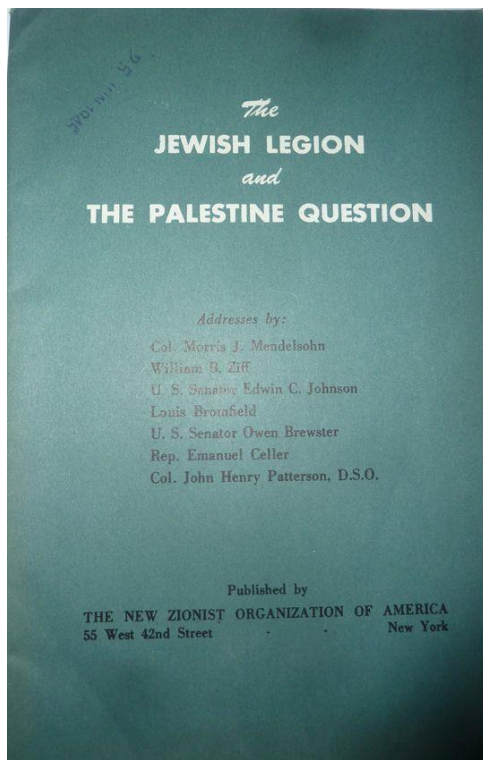 The
JEWISH LEGION
and
THE PALESTINE QUESTION
Addresses by:
Col. Morris J. Mendelsohn
William B. Ziff
U. S. Senator Edwin C. Johnson
Louis Bromfield
U. S. Senator Owen Brewster
Rep. Emanuel Celler
Col. John Henry Patterson, D.S.O.
Published by
THE NEW ZIONIST ORGANIZATION OF AMERICA
55 West 42nd Street · · New York